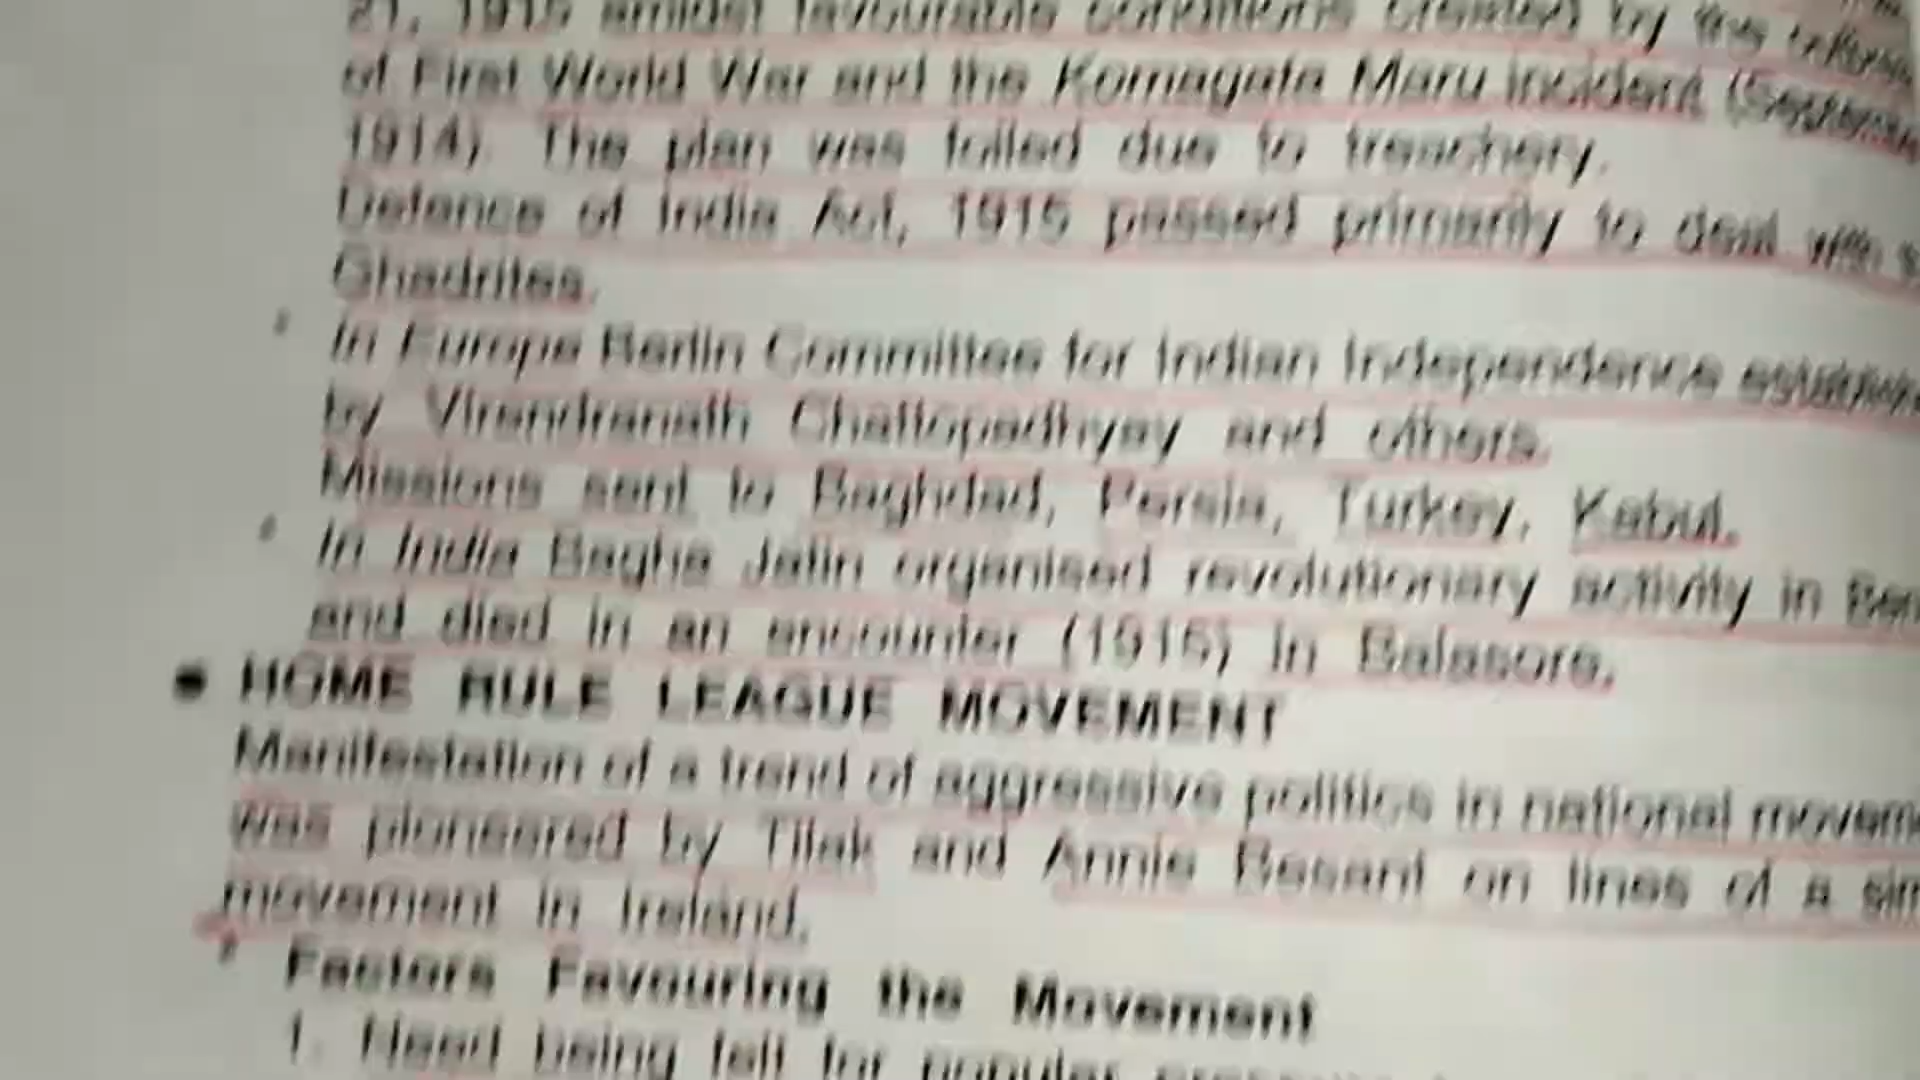 21, 1915 amidst favourable conditions created by the
of First World War and the Komagata Maru incident (September
1914). The plan was foiled due to treachery.
Defence of India Act, 1915 passed primarily to deal with
Ghadrites.
In Europe Berlin Committee for Indian Independence
by Virendranath Chattopadhyay and others.
Missions sent to Baghdad, Persia, Turkey, Kabul.
In India Bagha Jatin organised revolutionary activity in
and died in an encounter (1915) in Balasore.
● HOME RULE LEAGUE MOVEMENT
Manifestation of a trend of aggressive politics in national
was pioneered by Tilak and Annie Besant on lines of a
movement in Ireland.
* Factors Favouring the Movement
1. Need being felt for popular